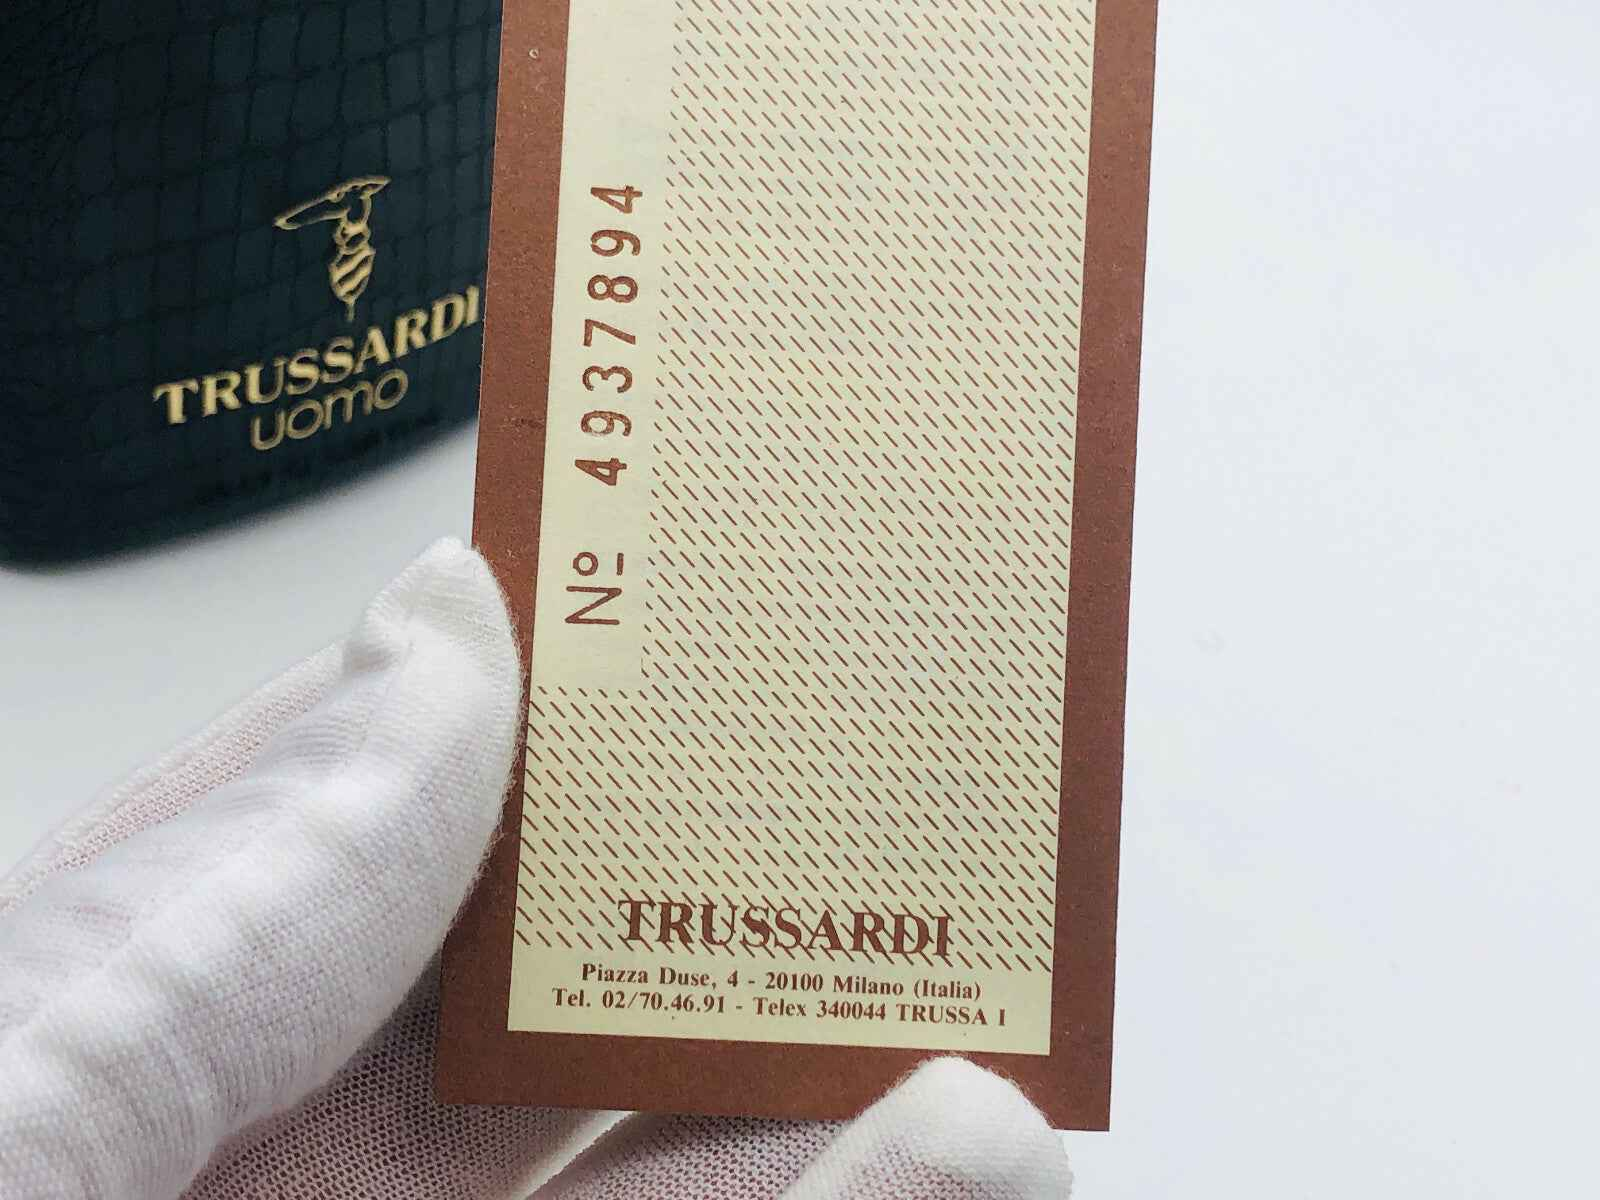 TRUSSARDI
uomo
Nº 4937894
TRUSSARDI
Piazza Duse, 4 - 20100 Milano (Italia)
Tel. 02/70.46.91 - Telex 340044 TRUSSA I